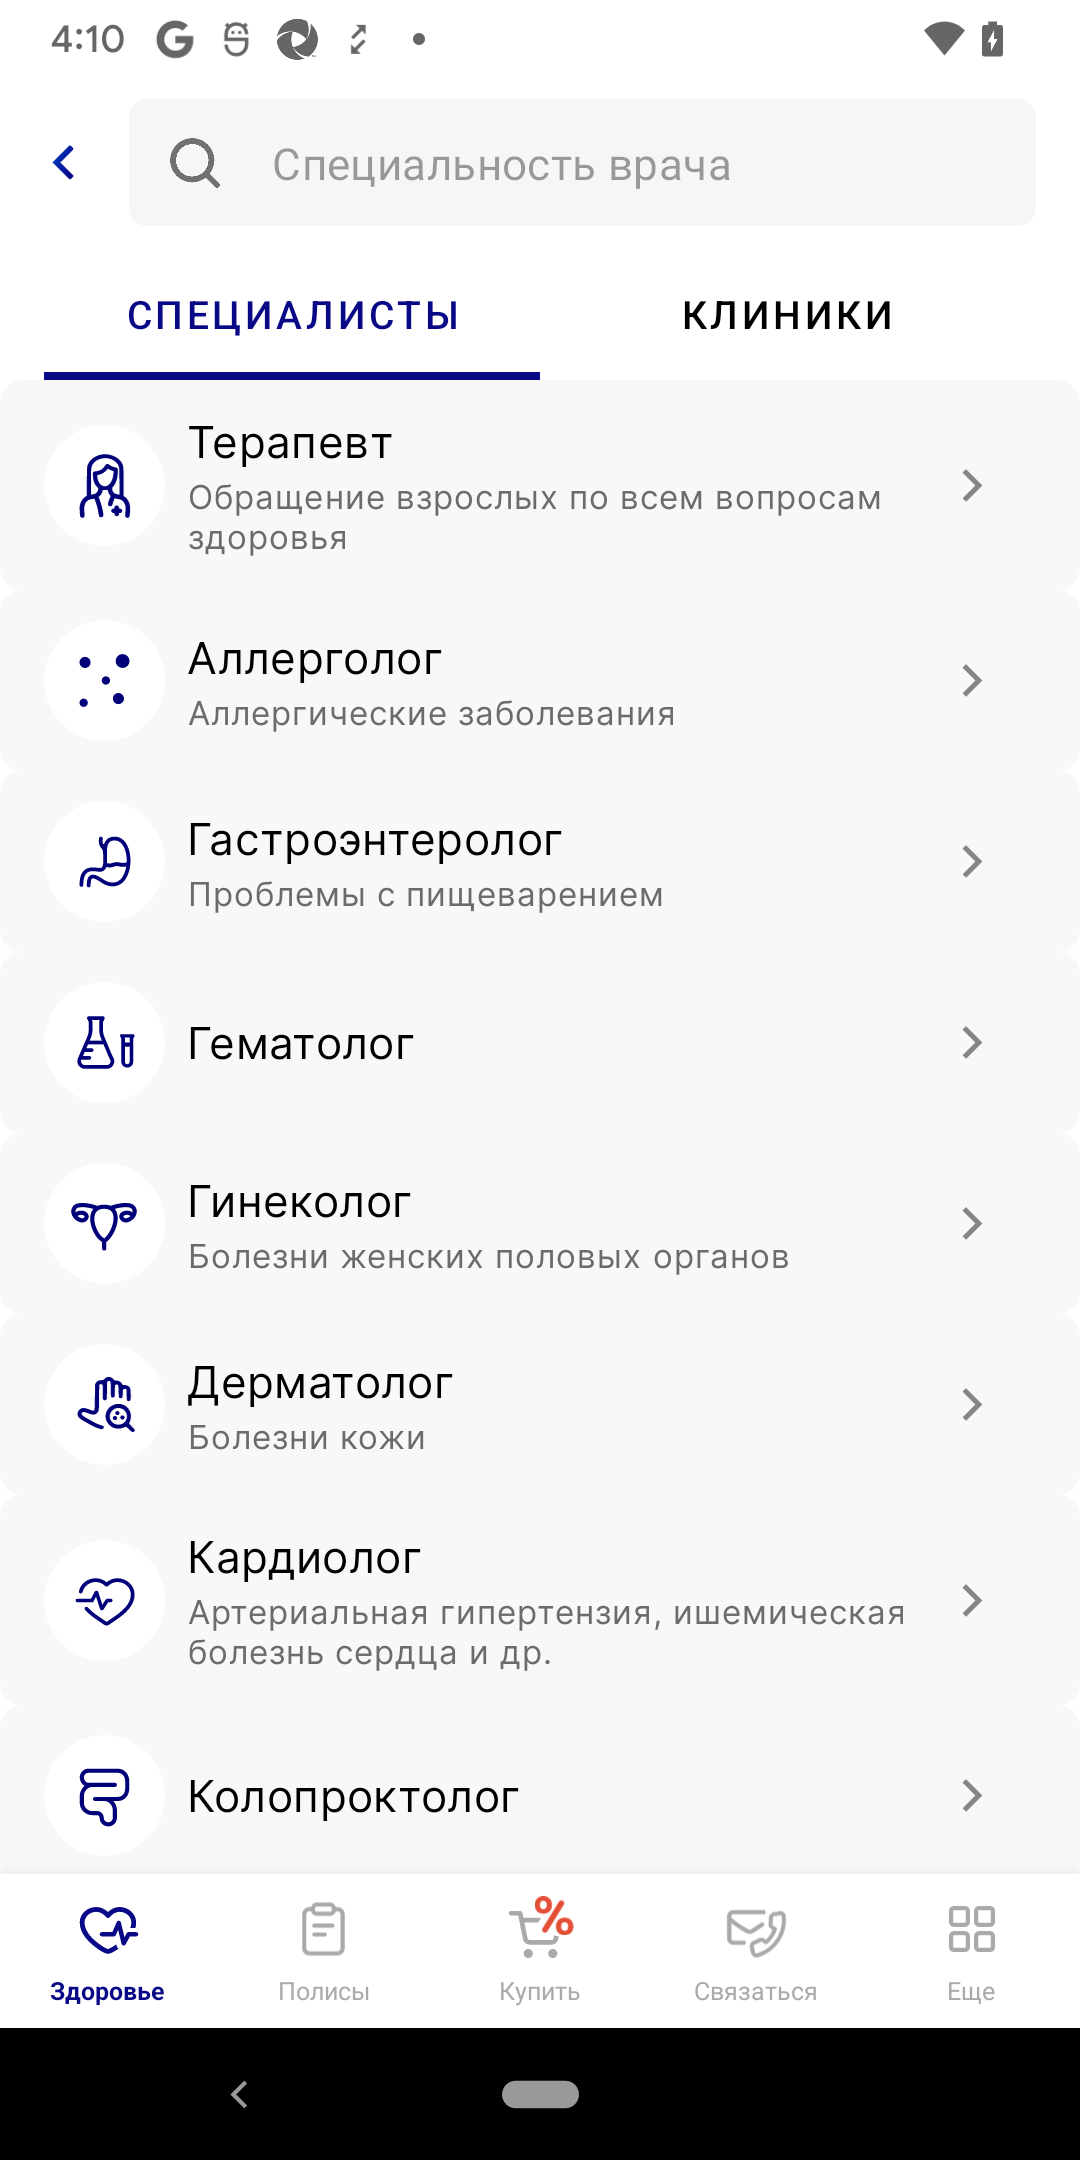 4:10
Специальность врача
СПЕЦИАЛИСТЫ КЛИНИКИ
Терапевт
Обращение взрослых по всем вопросам
здоровья
Аллерголог
Аллергические заболевания
Гастроэнтеролог
Проблемы с пищеварением
Гематолог
Гинеколог
Болезни женских половых органов
Дерматолог
Болезни кожи
Кардиолог
Артериальная гипертензия, ишемическая
болезнь сердца и др.
Колопроктолог
%
Здоровье Полисы Купить Связаться Еще